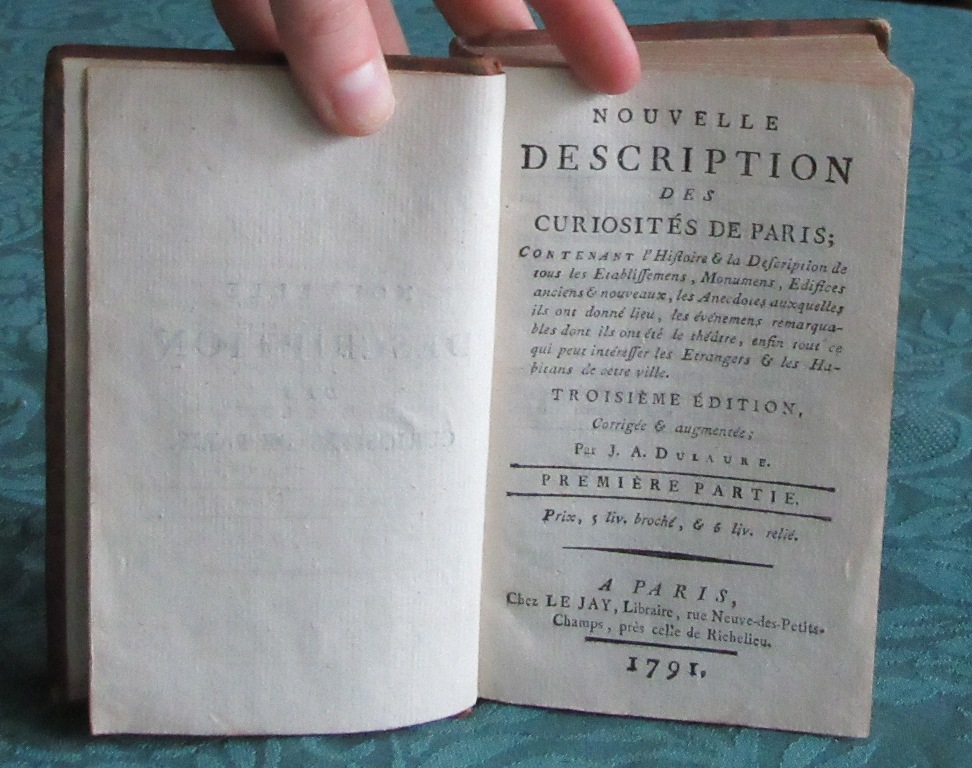 NOUVELLE
DESCRIPTION
DES
CURIOSITÉS DE PARIS;
CONTENANT l'Hiſtoire & la Deſcription de
tous les Etabliſſemens, Monumens, Edifices
anciens & nouveaux, les Anecdotes auxquelles
ils ont donné lieu, les événemens remarqua-
bles dont ils ont été le théâtre, enfin tout ce
qui peut intéreſſer les Etrangers & les Ha-
bitans de cette ville.
TROISIÈME ÉDITION,
Corrigée & augmentée;
Par J. A. DULAURE.
PREMIÈRE PARTIE.
Prix, 5 liv. broché, & 6 liv. relié.
A PARIS,
Chez LE JAY, Libraire, rue Neuve-des-Petits-
Champs, près celle de Richelieu.
1791.